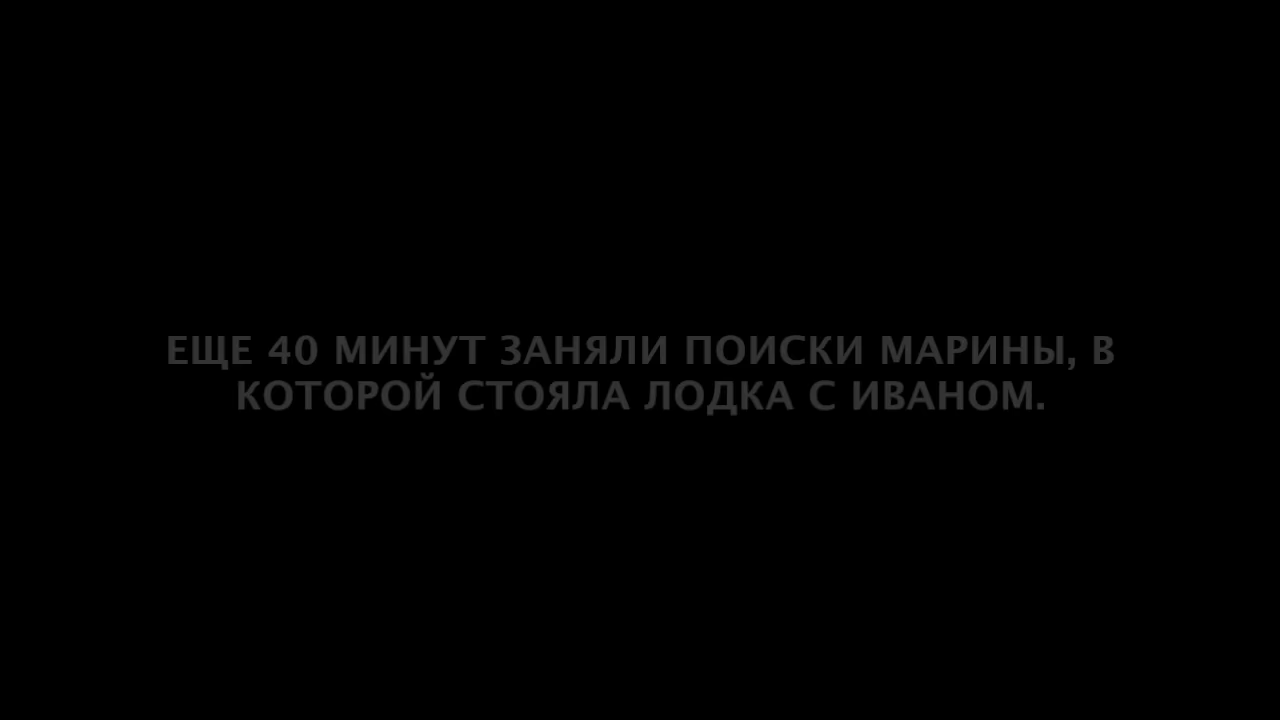 ЕЩЕ 40 МИНУТ ЗАНЯЛИ ПОИСКИ МАРИНЫ, В
КОТОРОЙ СТОЯЛА ЛОДКА С ИВАНОМ.